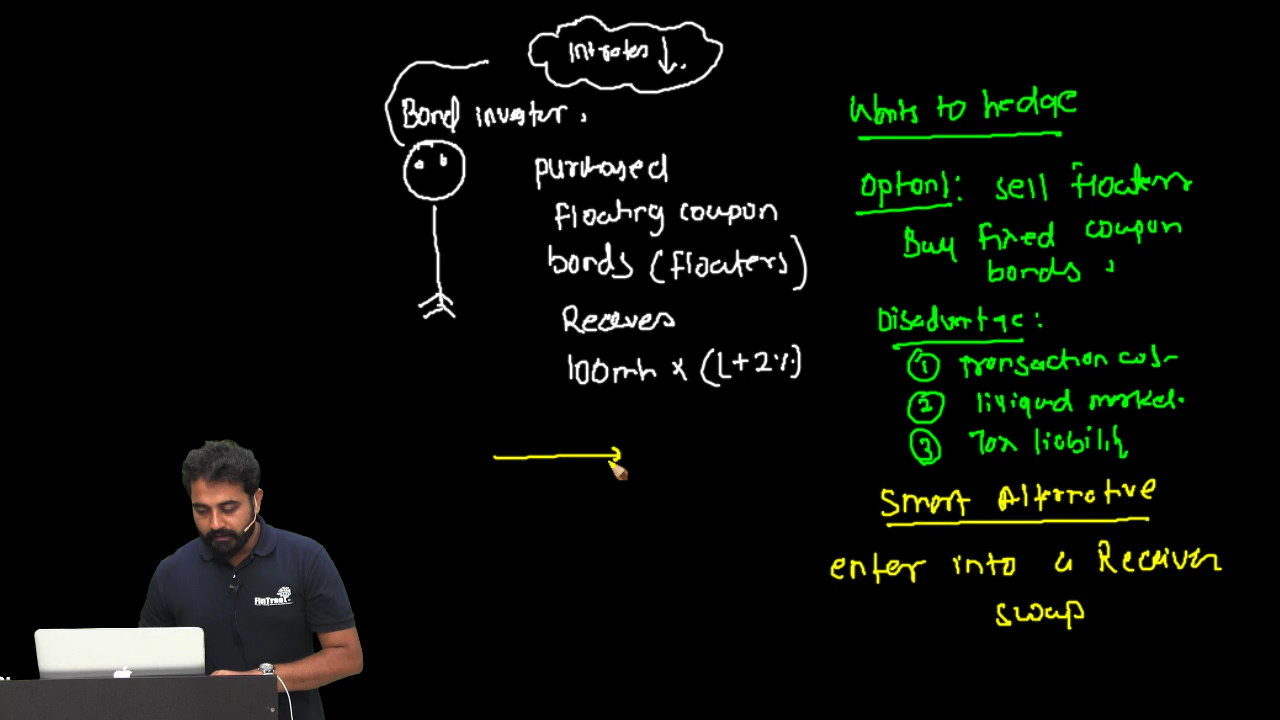 Int rates ↓.
Bond investor.
purchased
floating coupon
bonds (floaters)
Receives
100mn x (L+2%)
Wants to hedge
Option1: sell floaters
Buy fixed coupon
bonds
Disadvantage:
① transaction cost
② market.
③ Tax liability
Smart Alternative
enter into a Receiver
swap
FinTree